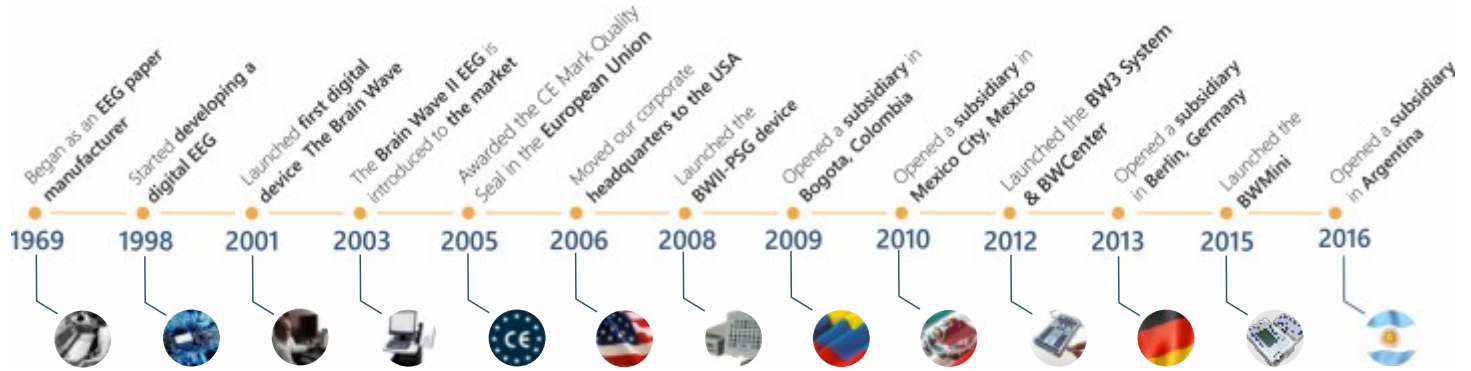 Began as an EEG paper
manufacturer
1969
Started developing a
digital EEG
1998
Launched first digital
device The Brain Wave
2001
The Brain Wave II EEG is
introduced to the market
2003
Awarded the CE Mark Quality
Seal in the European Union
2005
CE
Moved our corporate
headquarters to the USA
2006
Launched the
BWII-PSG device
2008
Opened a subsidiary in
Bogota, Colombia
2009
Opened a subsidiary in
Mexico City, Mexico
2010
Launched the BW3 System
& BWCenter
2012
Opened a subsidiary
in Berlin, Germany
2013
Launched the
BWMini
2015
Opened a subsidiary
in Argentina
2016